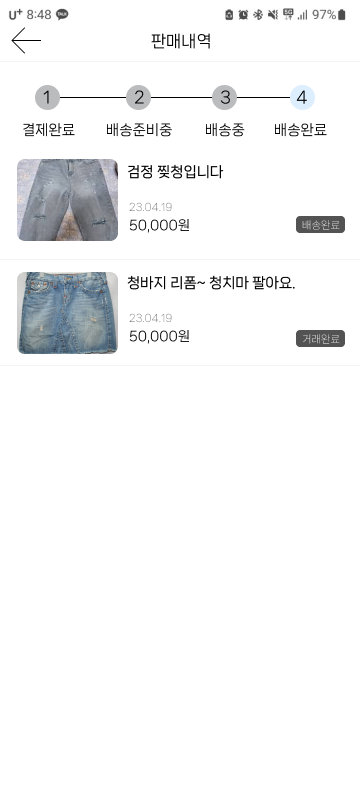 U+ 8:48 TALK 5G 97%
판매내역
1 2 3 4
결제완료 배송준비중 배송중 배송완료
검정 찢청입니다
23.04.19
50,000원
배송완료
청바지 리폼~ 청치마 팔아요.
23.04.19
50,000원
거래완료